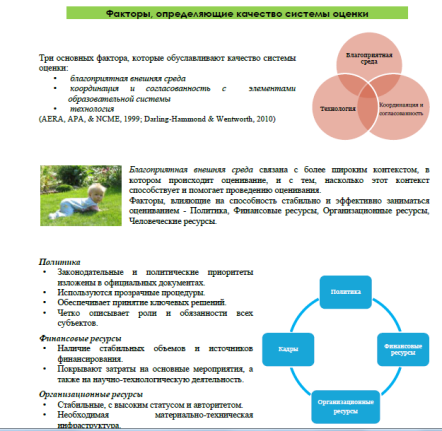 Факторы, определяющие качество системы оценки
Три основных фактора, которые обуславливают качество системы
оценки:
• благоприятная внешняя среда
• координация и согласованность с элементами
образовательной системы
• технология
(AERA, APA, & NCME, 1999; Darling-Hammond & Wentworth, 2010)
Благоприятная
среда
Технология
Координация и
согласованность
Благоприятная внешняя среда связана с более широким контекстом, в
котором происходит оценивание, и с тем, насколько этот контекст
способствует и помогает проведению оценивания.
Факторы, влияющие на способность стабильно и эффективно заниматься
оцениванием - Политика, Финансовые ресурсы, Организационные ресурсы,
Человеческие ресурсы.
Политика
• Законодательные и политические приоритеты
изложены в официальных документах.
• Используются прозрачные процедуры.
• Обеспечивает принятие ключевых решений.
• Четко описывает роли и обязанности всех
субъектов.
Финансовые ресурсы
• Наличие стабильных объемов и источников
финансирования.
• Покрывают затраты на основные мероприятия, а
также на научно-технологическую деятельность.
Организационные ресурсы
• Стабильные, с высоким статусом и авторитетом.
• Необходимая материально-техническая
инфраструктура.
Политика
Кадры
Финансовые
ресурсы
Организационные
ресурсы